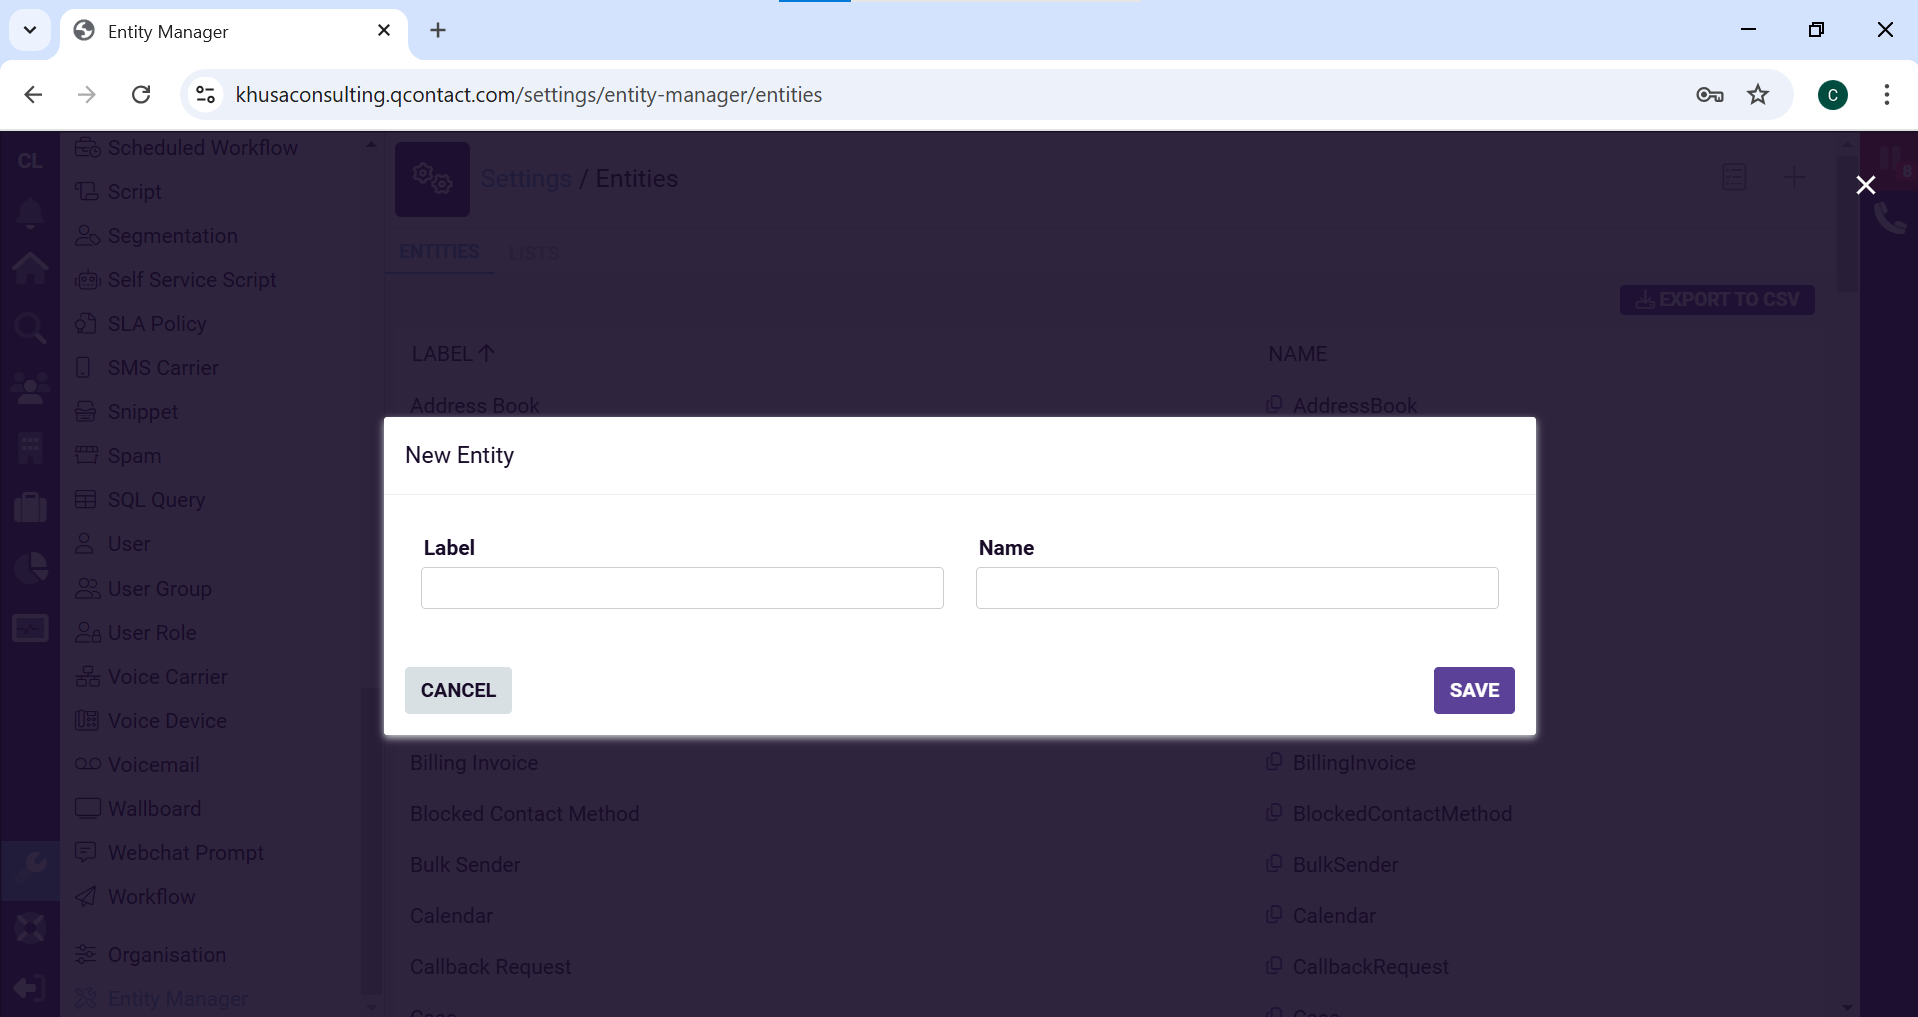 Entity Manager
khusaconsulting.qcontact.com/settings/entity-manager/entities
C
CL
Scheduled Workflow
Script
Segmentation
Self Service Script
SLA Policy
SMS Carrier
Snippet
Spam
SQL Query
User
User Group
User Role
Voice Carrier
Voice Device
Voicemail
Wallboard
Webchat Prompt
Workflow
Organisation
Entity Manager
Settings / Entities
8
ENTITIES LISTS
EXPORT TO CSV
LABEL NAME
Address Book AddressBook
New Entity
Label Name
CANCEL SAVE
Billing Invoice BillingInvoice
Blocked Contact Method BlockedContactMethod
Bulk Sender BulkSender
Calendar Calendar
Callback Request CallbackRequest
Case Case